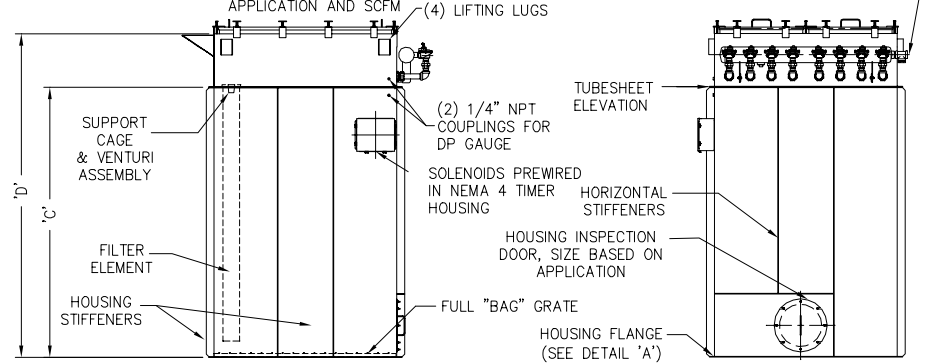 APPLICATION AND SCFM
(4) LIFTING LUGS
SUPPORT
CAGE
& VENTURI
ASSEMBLY
(2) 1/4" NPT
COUPLINGS FOR
DP GAUGE
SOLENOIDS PREWIRED
IN NEMA 4 TIMER
HOUSING
'D'
'C'
FILTER
ELEMENT
HOUSING
STIFFENERS
FULL "BAG" GRATE
TUBESHEET
ELEVATION
HORIZONTAL
STIFFENERS
HOUSING INSPECTION
DOOR, SIZE BASED ON
APPLICATION
HOUSING FLANGE
(SEE DETAIL 'A')